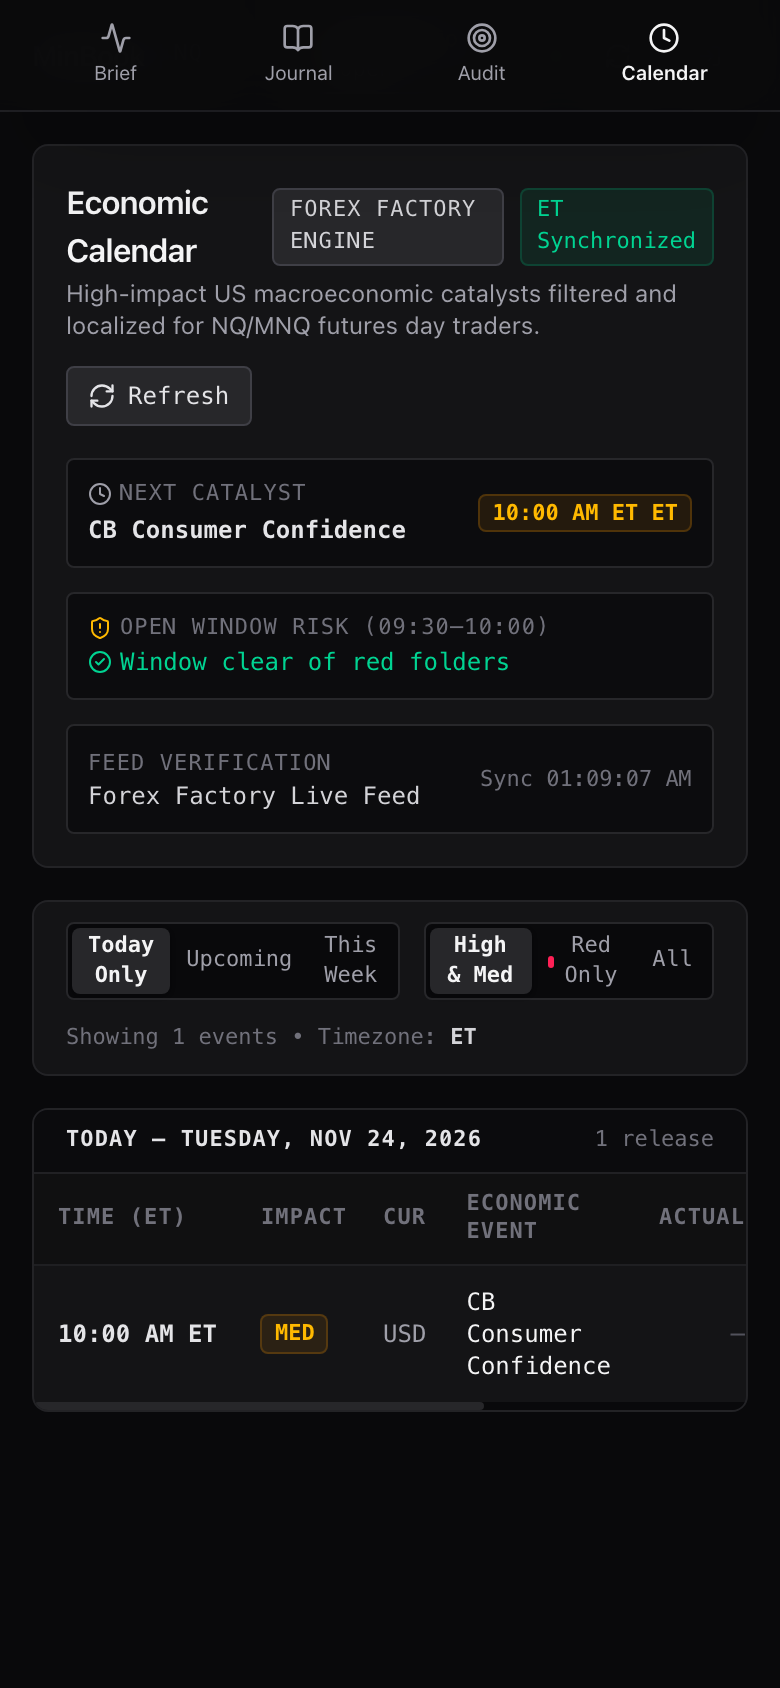 Brief
Journal
Audit
Calendar
Economic
Calendar
FOREX FACTORY
ENGINE
ET
Synchronized
High-impact US macroeconomic catalysts filtered and
localized for NQ/MNQ futures day traders.
Refresh
NEXT CATALYST
CB Consumer Confidence
10:00 AM ET ET
OPEN WINDOW RISK (09:30–10:00)
Window clear of red folders
FEED VERIFICATION
Forex Factory Live Feed
Sync 01:09:07 AM
Today
Only
Upcoming
This
Week
High
& Med
Red
Only
All
Showing 1 events • Timezone: ET
TODAY — TUESDAY, NOV 24, 2026
1 release
TIME (ET)
IMPACT
CUR
ECONOMIC
EVENT
ACTUAL
10:00 AM ET
MED
USD
CB
Consumer
Confidence
—